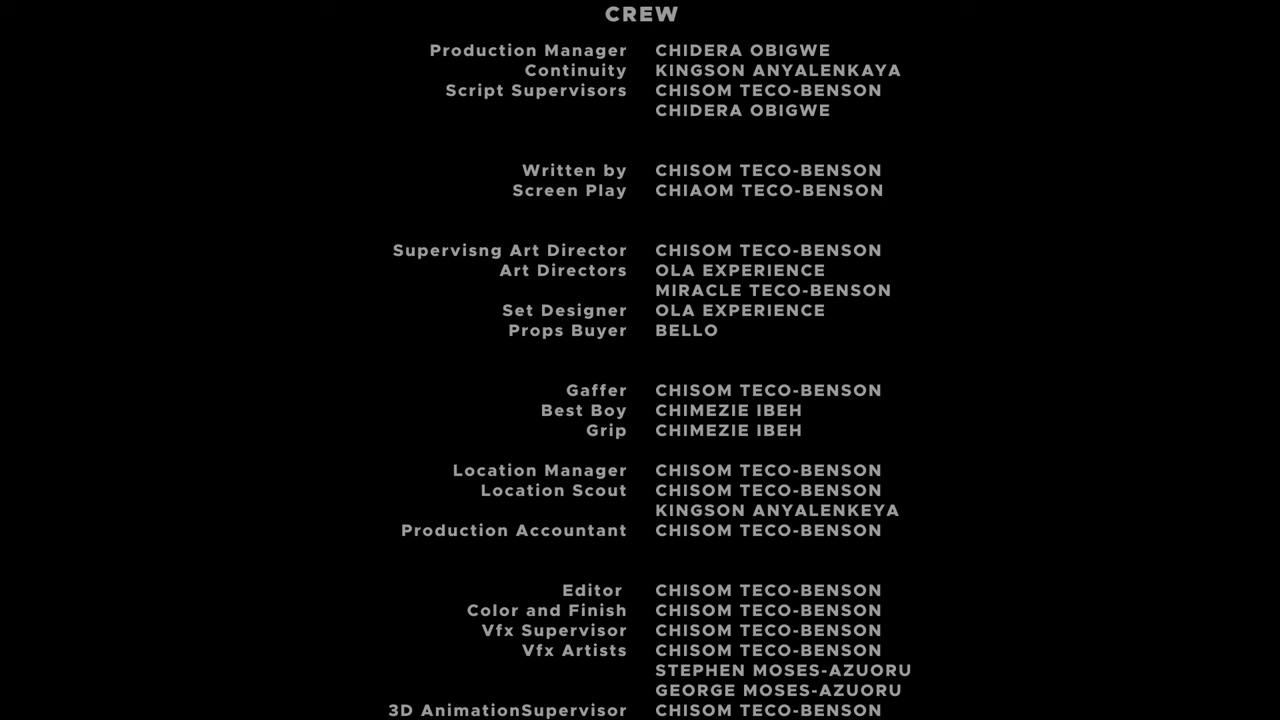 CREW
Production Manager CHIDERA OBIGWE
Continuity KINGSON ANYALENKAYA
Script Supervisors CHISOM TECO-BENSON
CHIDERA OBIGWE
Written by CHISOM TECO-BENSON
Screen Play CHIAOM TECO-BENSON
Supervisng Art Director CHISOM TECO-BENSON
Art Directors OLA EXPERIENCE
MIRACLE TECO-BENSON
Set Designer OLA EXPERIENCE
Props Buyer BELLO
Gaffer CHISOM TECO-BENSON
Best Boy CHIMEZIE IBEH
Grip CHIMEZIE IBEH
Location Manager CHISOM TECO-BENSON
Location Scout CHISOM TECO-BENSON
KINGSON ANYALENKEYA
Production Accountant CHISOM TECO-BENSON
Editor CHISOM TECO-BENSON
Color and Finish CHISOM TECO-BENSON
Vfx Supervisor CHISOM TECO-BENSON
Vfx Artists CHISOM TECO-BENSON
STEPHEN MOSES-AZUORU
GEORGE MOSES-AZUORU
3D AnimationSupervisor CHISOM TECO-BENSON